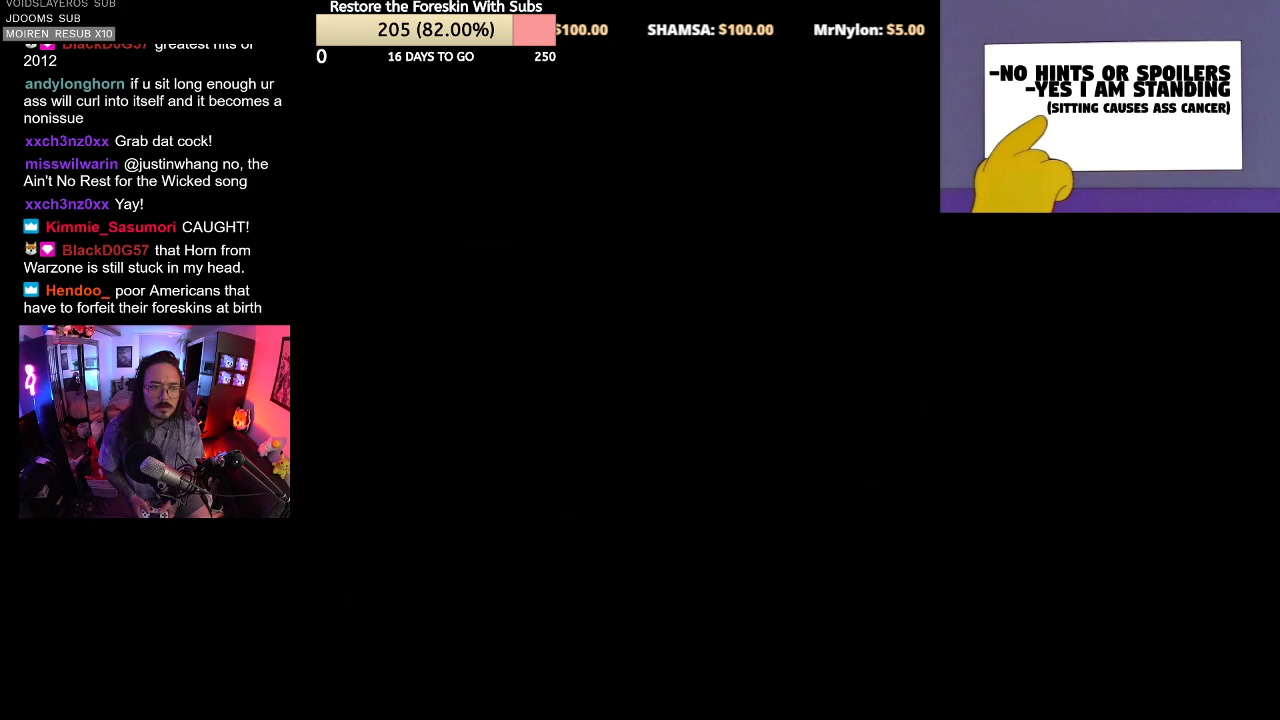 VOIDSLAYEROS SUB
JDOOMS SUB
MOIREN RESUB X10
BlackD0G57 greatest hits of
2012
andylonghorn if u sit long enough ur
ass will curl into itself and it becomes a
nonissue
xxch3nz0xx Grab dat cock!
misswilwarin @justinwhang no, the
Ain't No Rest for the Wicked song
xxch3nz0xx Yay!
Kimmie_Sasumori CAUGHT!
BlackD0G57 that Horn from
Warzone is still stuck in my head.
Hendoo_ poor Americans that
have to forfeit their foreskins at birth
Restore the Foreskin With Subs
205 (82.00%)
0 16 DAYS TO GO 250
$100.00 SHAMSA: $100.00 MrNylon: $5.00
-NO HINTS OR SPOILERS
-YES I AM STANDING
(SITTING CAUSES ASS CANCER)